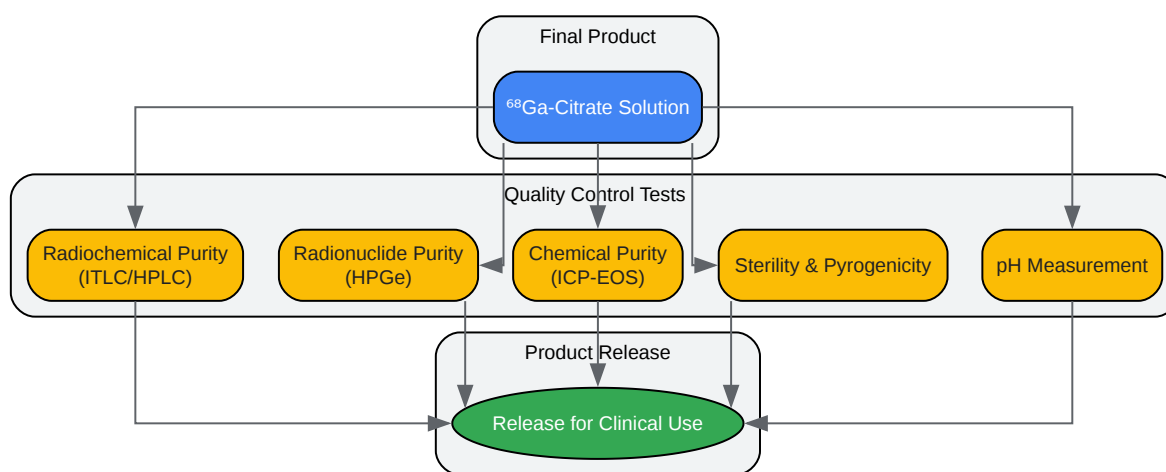 Final Product
⁶⁸Ga-Citrate Solution
Quality Control Tests
Radiochemical Purity
(ITLC/HPLC)
Radionuclide Purity
(HPGe)
Chemical Purity
(ICP-EOS)
Sterility & Pyrogenicity
pH Measurement
Product Release
Release for Clinical Use